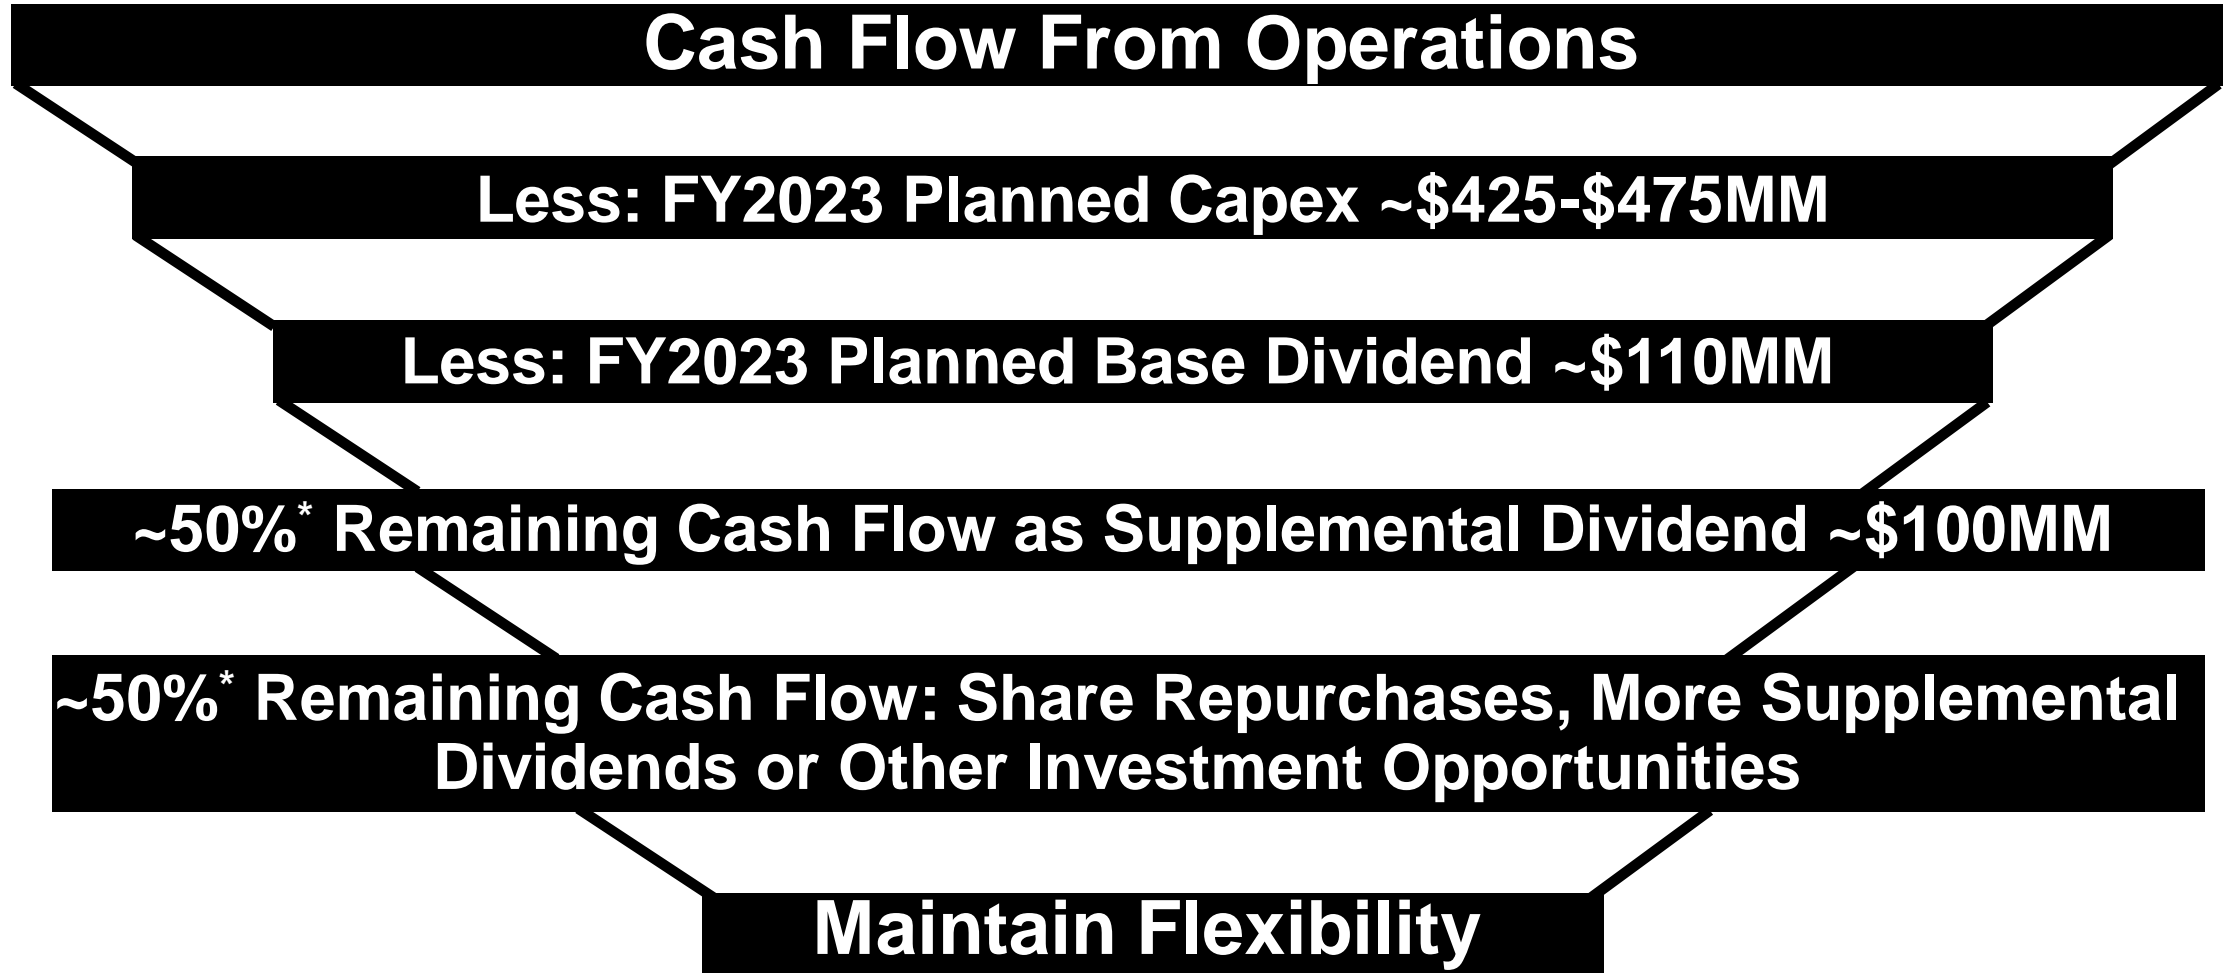 Cash Flow From Operations
Less: FY2023 Planned Capex ~$425-$475MM
Less: FY2023 Planned Base Dividend ~$110MM
~50%* Remaining Cash Flow as Supplemental Dividend ~$100MM
~50%* Remaining Cash Flow: Share Repurchases, More Supplemental
Dividends or Other Investment Opportunities
Maintain Flexibility